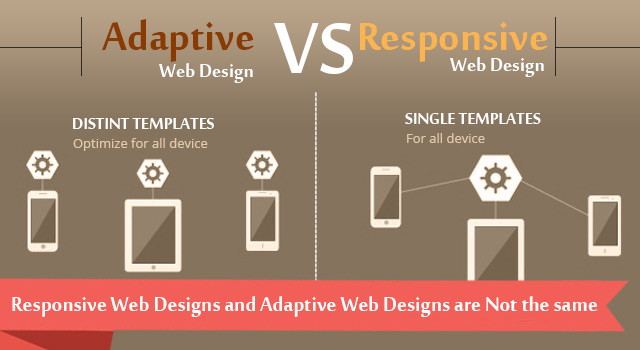 Adaptive
Web Design
VS
Responsive
Web Design
DISTINT TEMPLATES
Optimize for all device
SINGLE TEMPLATES
For all device
Responsive Web Designs and Adaptive Web Designs are Not the same